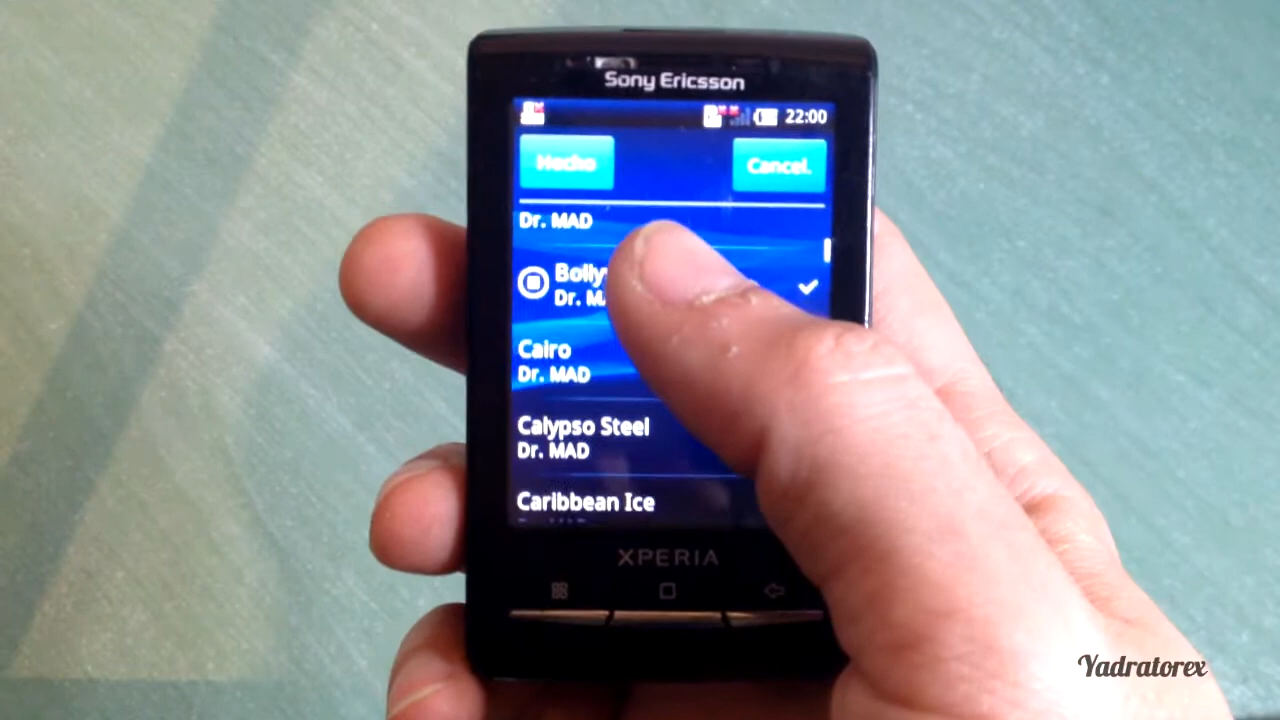 Sony Ericsson
22:00
Hecho
Cancel.
Dr. MAD
Dr.
Cairo
Dr. MAD
Calypso Steel
Dr. MAD
Caribbean Ice
XPERIA
Yadratorex